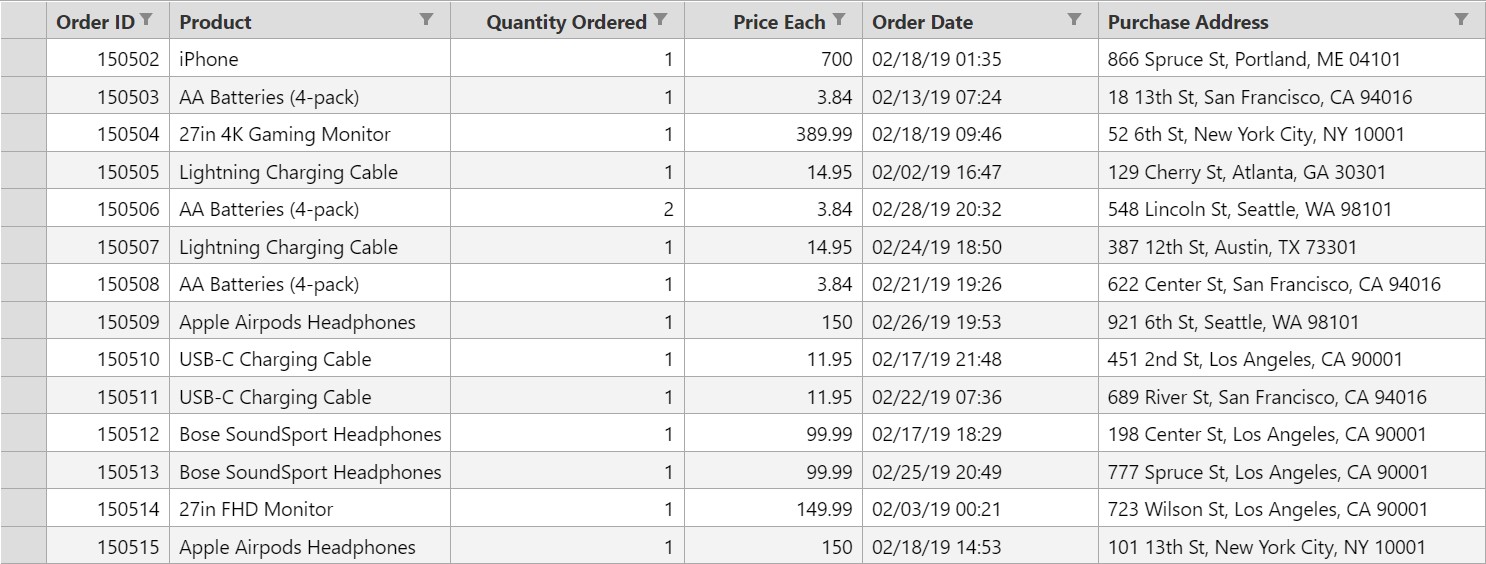 Order ID Product Quantity Ordered Price Each Order Date Purchase Address
150502 iPhone 1 700 02/18/19 01:35 866 Spruce St, Portland, ME 04101
150503 AA Batteries (4-pack) 1 3.84 02/13/19 07:24 18 13th St, San Francisco, CA 94016
150504 27in 4K Gaming Monitor 1 389.99 02/18/19 09:46 52 6th St, New York City, NY 10001
150505 Lightning Charging Cable 1 14.95 02/02/19 16:47 129 Cherry St, Atlanta, GA 30301
150506 AA Batteries (4-pack) 2 3.84 02/28/19 20:32 548 Lincoln St, Seattle, WA 98101
150507 Lightning Charging Cable 1 14.95 02/24/19 18:50 387 12th St, Austin, TX 73301
150508 AA Batteries (4-pack) 1 3.84 02/21/19 19:26 622 Center St, San Francisco, CA 94016
150509 Apple Airpods Headphones 1 150 02/26/19 19:53 921 6th St, Seattle, WA 98101
150510 USB-C Charging Cable 1 11.95 02/17/19 21:48 451 2nd St, Los Angeles, CA 90001
150511 USB-C Charging Cable 1 11.95 02/22/19 07:36 689 River St, San Francisco, CA 94016
150512 Bose SoundSport Headphones 1 99.99 02/17/19 18:29 198 Center St, Los Angeles, CA 90001
150513 Bose SoundSport Headphones 1 99.99 02/25/19 20:49 777 Spruce St, Los Angeles, CA 90001
150514 27in FHD Monitor 1 149.99 02/03/19 00:21 723 Wilson St, Los Angeles, CA 90001
150515 Apple Airpods Headphones 1 150 02/18/19 14:53 101 13th St, New York City, NY 10001